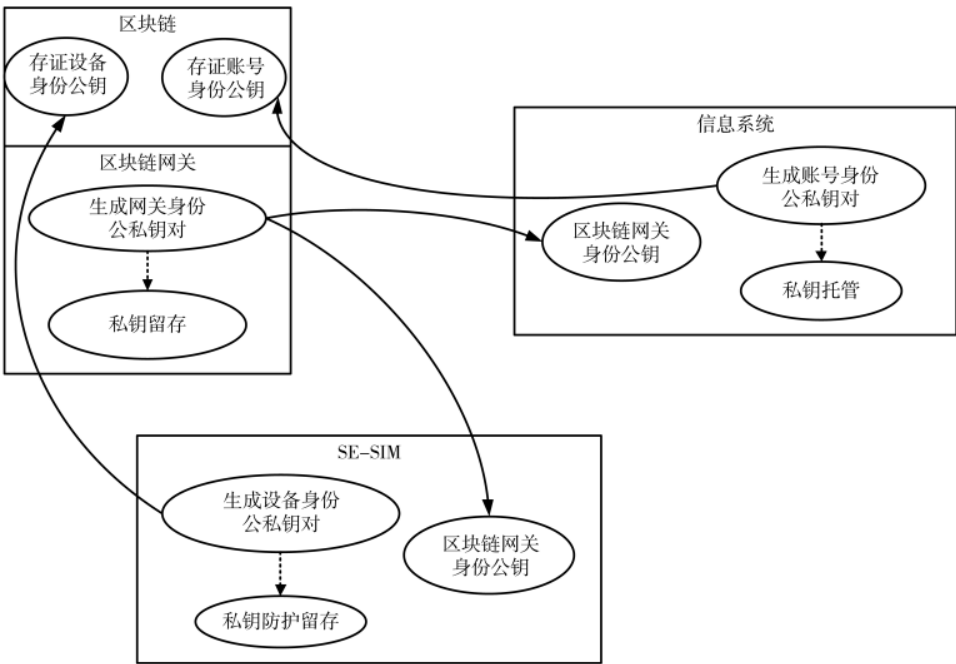 区块链
存证设备
身份公钥
存证账号
身份公钥
区块链网关
生成网关身份
公私钥对
私钥留存
信息系统
生成账号身份
公私钥对
区块链网关
身份公钥
私钥托管
SE-SIM
生成设备身份
公私钥对
区块链网关
身份公钥
私钥防护留存